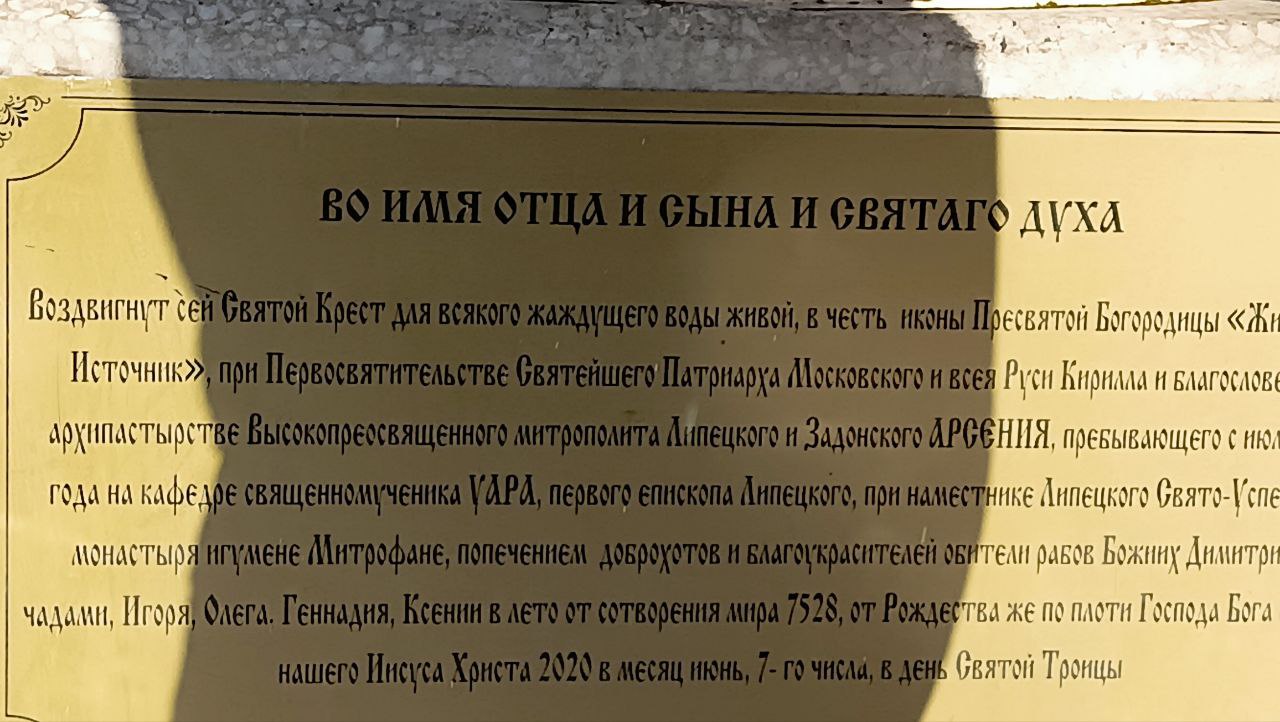 ВО ИМЯ ОТЦА И СЫНА И СВЯТАГО ДУХА
Воздвигнут сей Святой Крест для всякого жаждущего воды живой, в честь иконы Пресвятой Богородицы «Жи
Источник», при Первосвятительстве Святейшего Патриарха Московского и всея Руси Кирилла и благослове
архипастырстве Высокопреосвященного митрополита Липецкого и Задонского АРСЕНИЯ, пребывающего с июл
года на кафедре священномученика УАРА, первого епископа Липецкого, при наместнике Липецкого Свято-Успе
монастыря игумене Митрофане, попечением доброхотов и благоукрасителей обители рабов Божиих Димитри
чадами, Игоря, Олега. Геннадия, Ксении в лето от сотворения мира 7528, от Рождества же по плоти Господа Бога
нашего Иисуса Христа 2020 в месяц июнь, 7- го числа, в день Святой Троицы